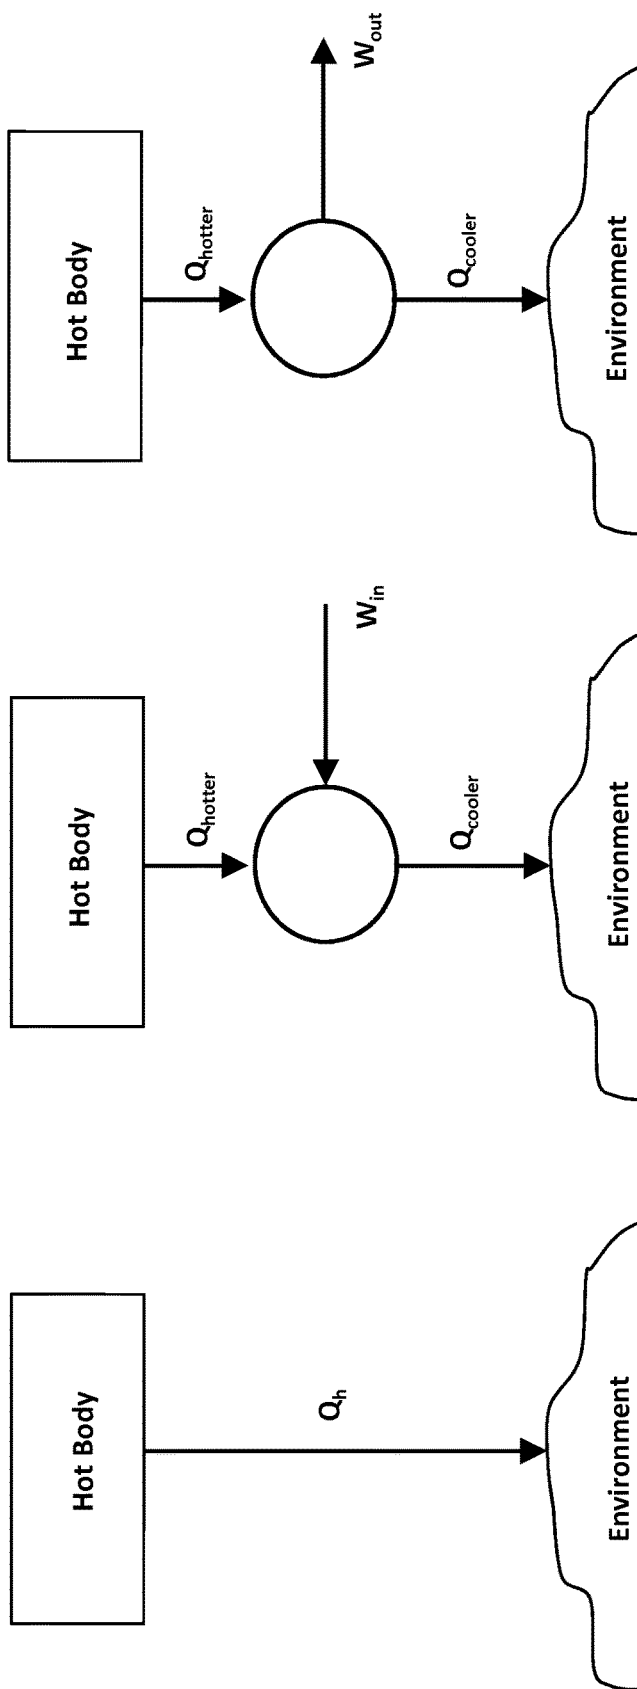 Hot Body
Q_h
Environment
Hot Body
Q_hotter
W_in
Q_cooler
Environment
Hot Body
Q_hotter
W_out
Q_cooler
Environment